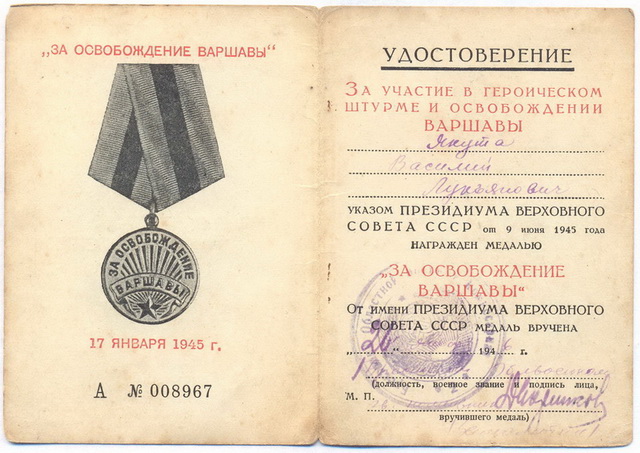 „ЗА ОСВОБОЖДЕНИЕ ВАРШАВЫ“
ЗА ОСВОБОЖДЕНИЕ
ВАРШАВЫ
17 ЯНВАРЯ 1945 г.
А № 008967
УДОСТОВЕРЕНИЕ
ЗА УЧАСТИЕ В ГЕРОИЧЕСКОМ
ШТУРМЕ И ОСВОБОЖДЕНИИ
ВАРШАВЫ
Якута
Василий
Лукьянович
УКАЗОМ ПРЕЗИДИУМА ВЕРХОВНОГО
СОВЕТА СССР от 9 июня 1945 года
НАГРАЖДЕН МЕДАЛЬЮ
„ЗА ОСВОБОЖДЕНИЕ
ВАРШАВЫ“
От имени ПРЕЗИДИУМА ВЕРХОВНОГО
СОВЕТА СССР МЕДАЛЬ ВРУЧЕНА
194 г.
(должность, военное звание и подпись лица,
М. П.
вручившего медаль)